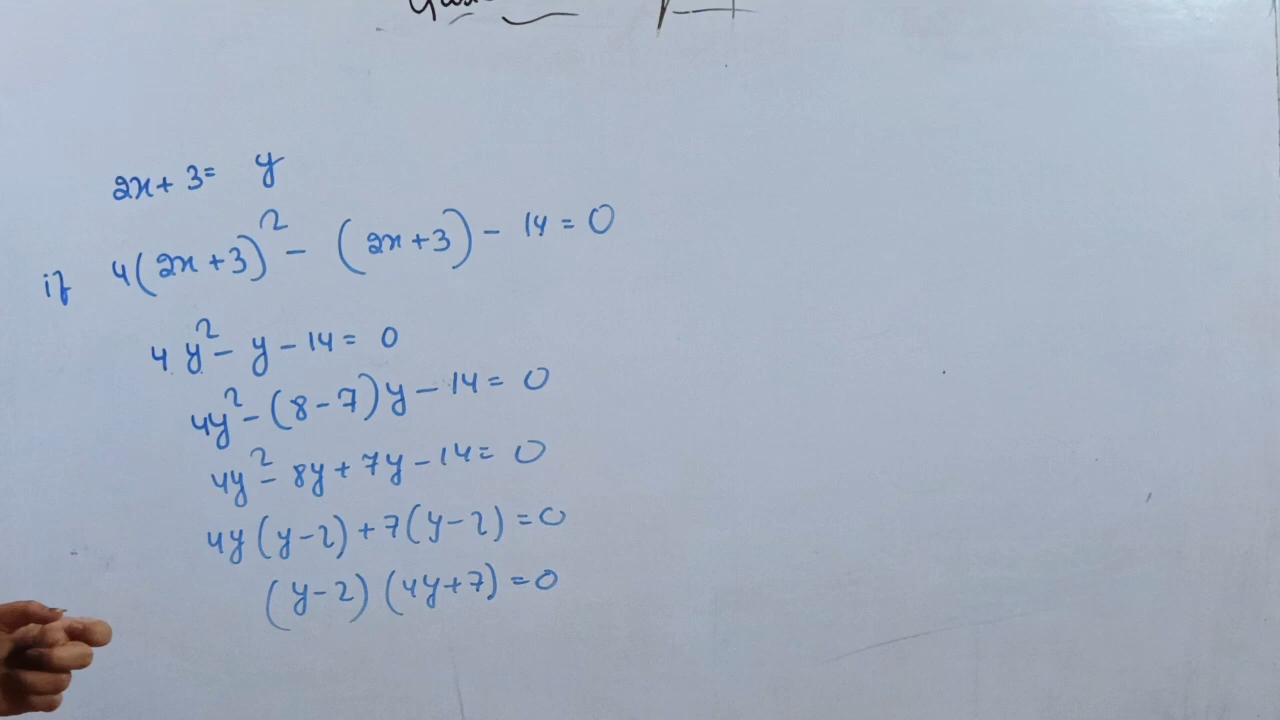 2x + 3 = y
if 4(2x + 3)² - (2x + 3) - 14 = 0
4y² - y - 14 = 0
4y² - (8 - 7)y - 14 = 0
4y² - 8y + 7y - 14 = 0
4y(y - 2) + 7(y - 2) = 0
(y - 2)(4y + 7) = 0